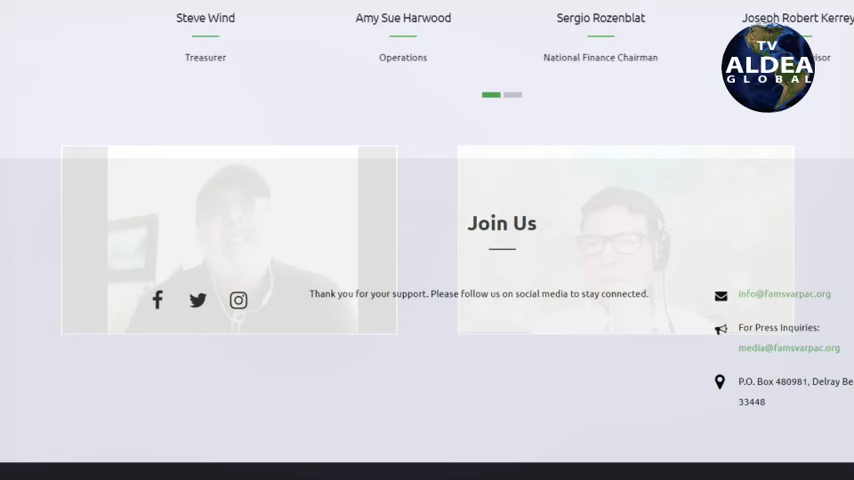 Steve Wind
Amy Sue Harwood
Sergio Rozenblat
Joseph Robert Kerrey
Treasurer
Operations
National Finance Chairman
TV
ALDEA
GLOBAL
Join Us
Thank you for your support. Please follow us on social media to stay connected.
info@famsvarpac.org
For Press Inquiries:
media@famsvarpac.org
P.O. Box 480981, Delray Be
33448